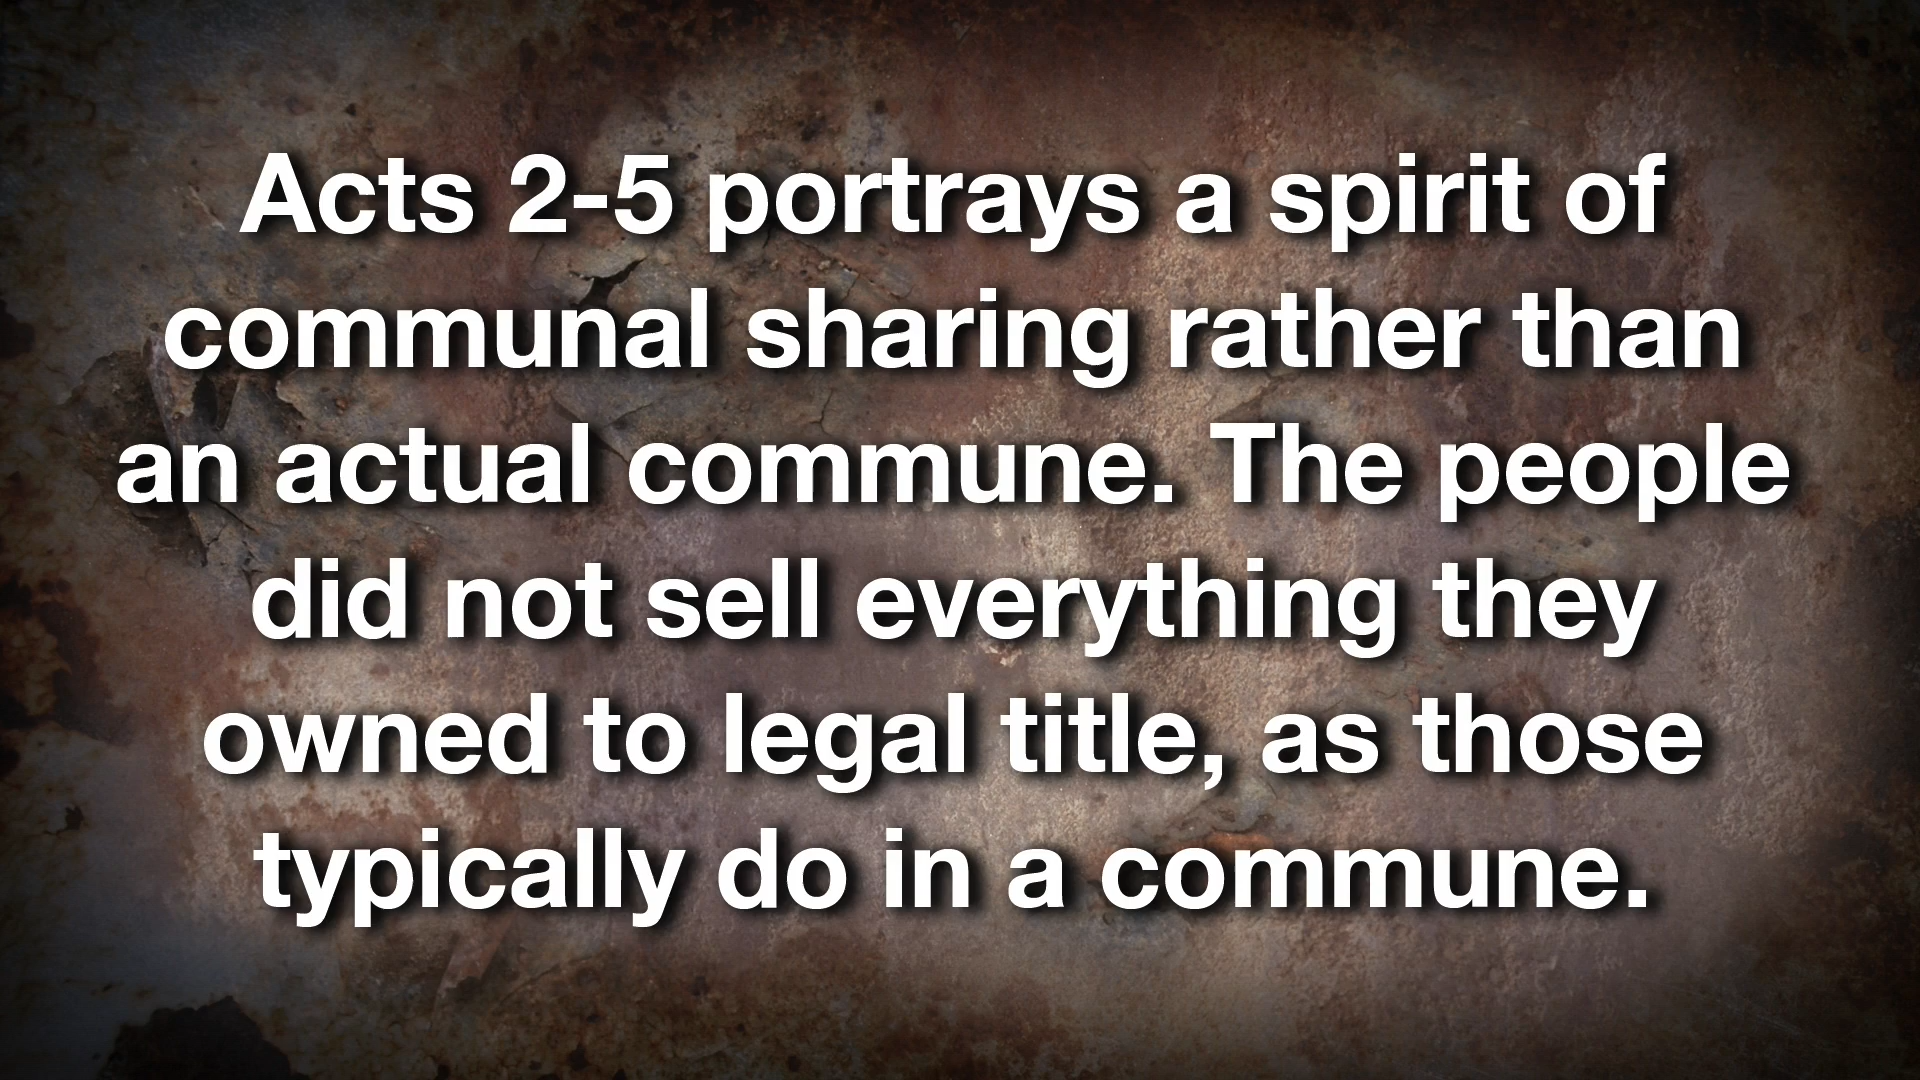 Acts 2-5 portrays a spirit of
communal sharing rather than
an actual commune. The people
did not sell everything they
owned to legal title, as those
typically do in a commune.